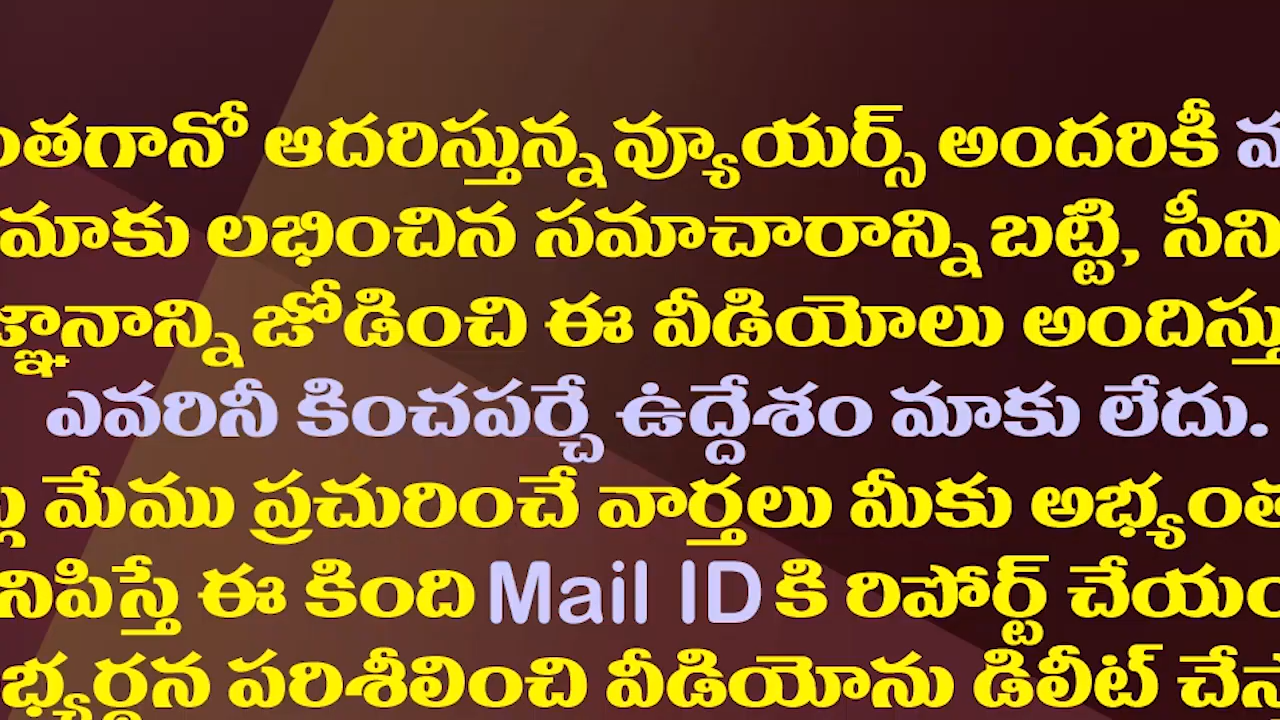 ంతగానో ఆదరిస్తున్న వ్యూయర్స్ అందరికీ
మాకు లభించిన సమాచారాన్ని బట్టి, సీని
జ్ఞానాన్ని జోడించి ఈ వీడియోలు అందిస్తు
ఎవరినీ కించపర్చే ఉద్దేశం మాకు లేదు.
మేము ప్రచురించే వార్తలు మీకు అభ్యంత
నిపిస్తే ఈ కింది Mail ID కి రిపోర్ట్ చేయం
భ్యర్థన పరిశీలించి వీడియోను డిలీట్ చేస